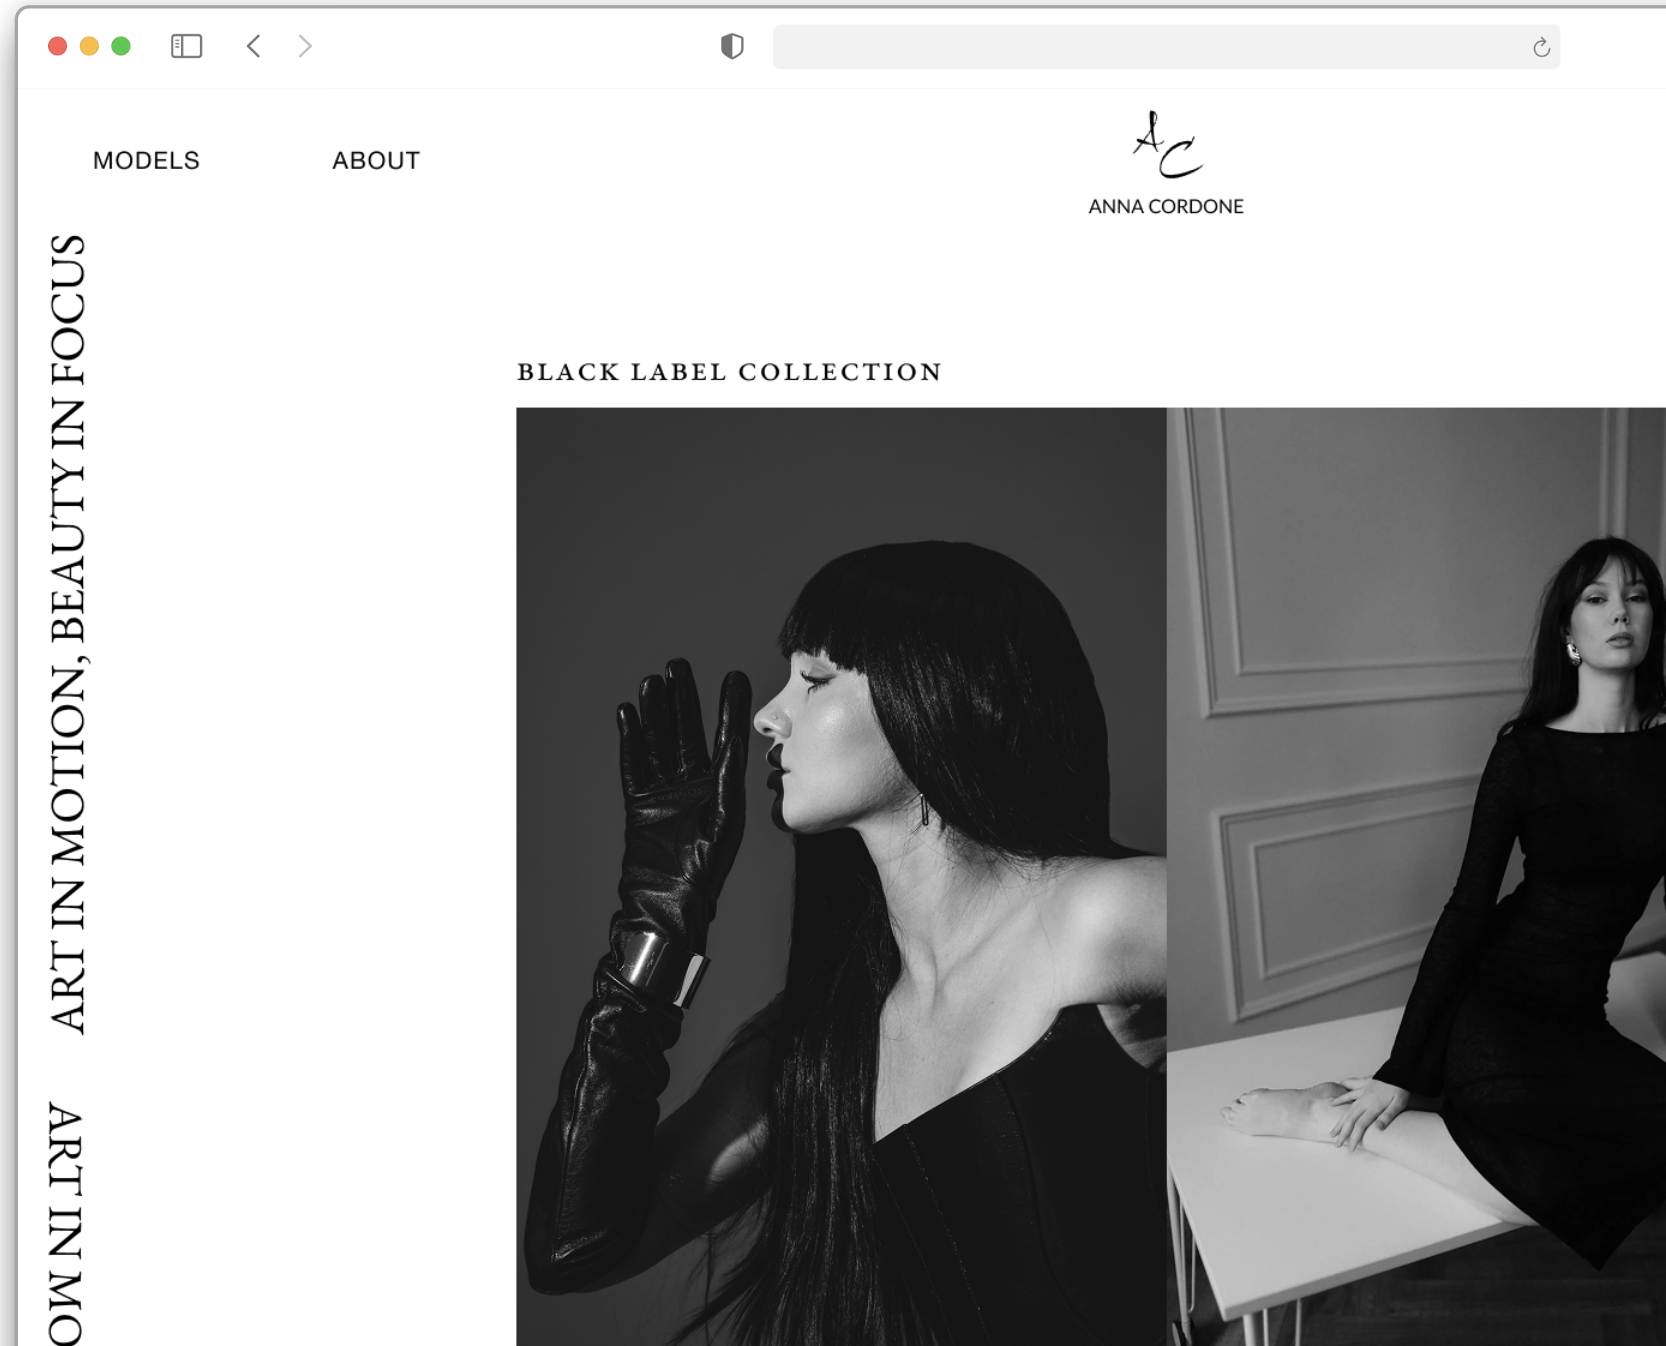 MODELS
ABOUT
AC
ANNA CORDONE
ART IN MOTION, BEAUTY IN FOCUS
ART IN MO
BLACK LABEL COLLECTION